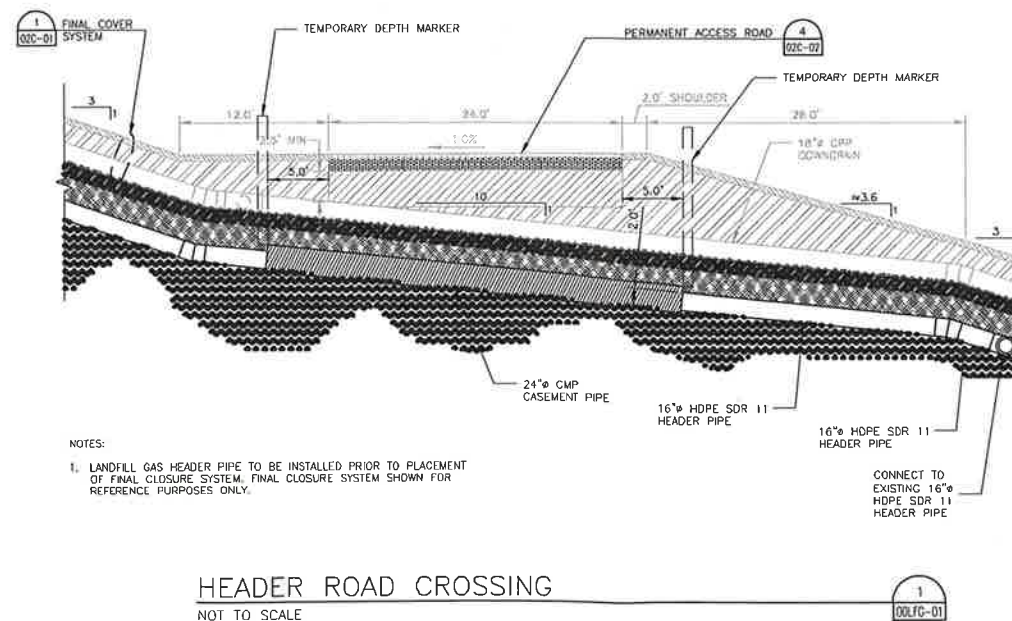 1
02C-01
FINAL COVER
SYSTEM
TEMPORARY DEPTH MARKER
PERMANENT ACCESS ROAD
4
02C-02
TEMPORARY DEPTH MARKER
3
1
2.0' SHOULDER
12.0'
28.0'
MIN
1.0%
18"ø CPP
DOWNDRAIN
5.0'
5.0'
10
1
2.0'
≈3.6
1
3
24"ø CMP
CASEMENT PIPE
16"ø HDPE SDR 11
HEADER PIPE
16"ø HDPE SDR 11
HEADER PIPE
CONNECT TO
EXISTING 16"ø
HDPE SDR 11
HEADER PIPE
NOTES:
1. LANDFILL GAS HEADER PIPE TO BE INSTALLED PRIOR TO PLACEMENT
OF FINAL CLOSURE SYSTEM. FINAL CLOSURE SYSTEM SHOWN FOR
REFERENCE PURPOSES ONLY.
HEADER ROAD CROSSING
NOT TO SCALE
1
00LFG-01